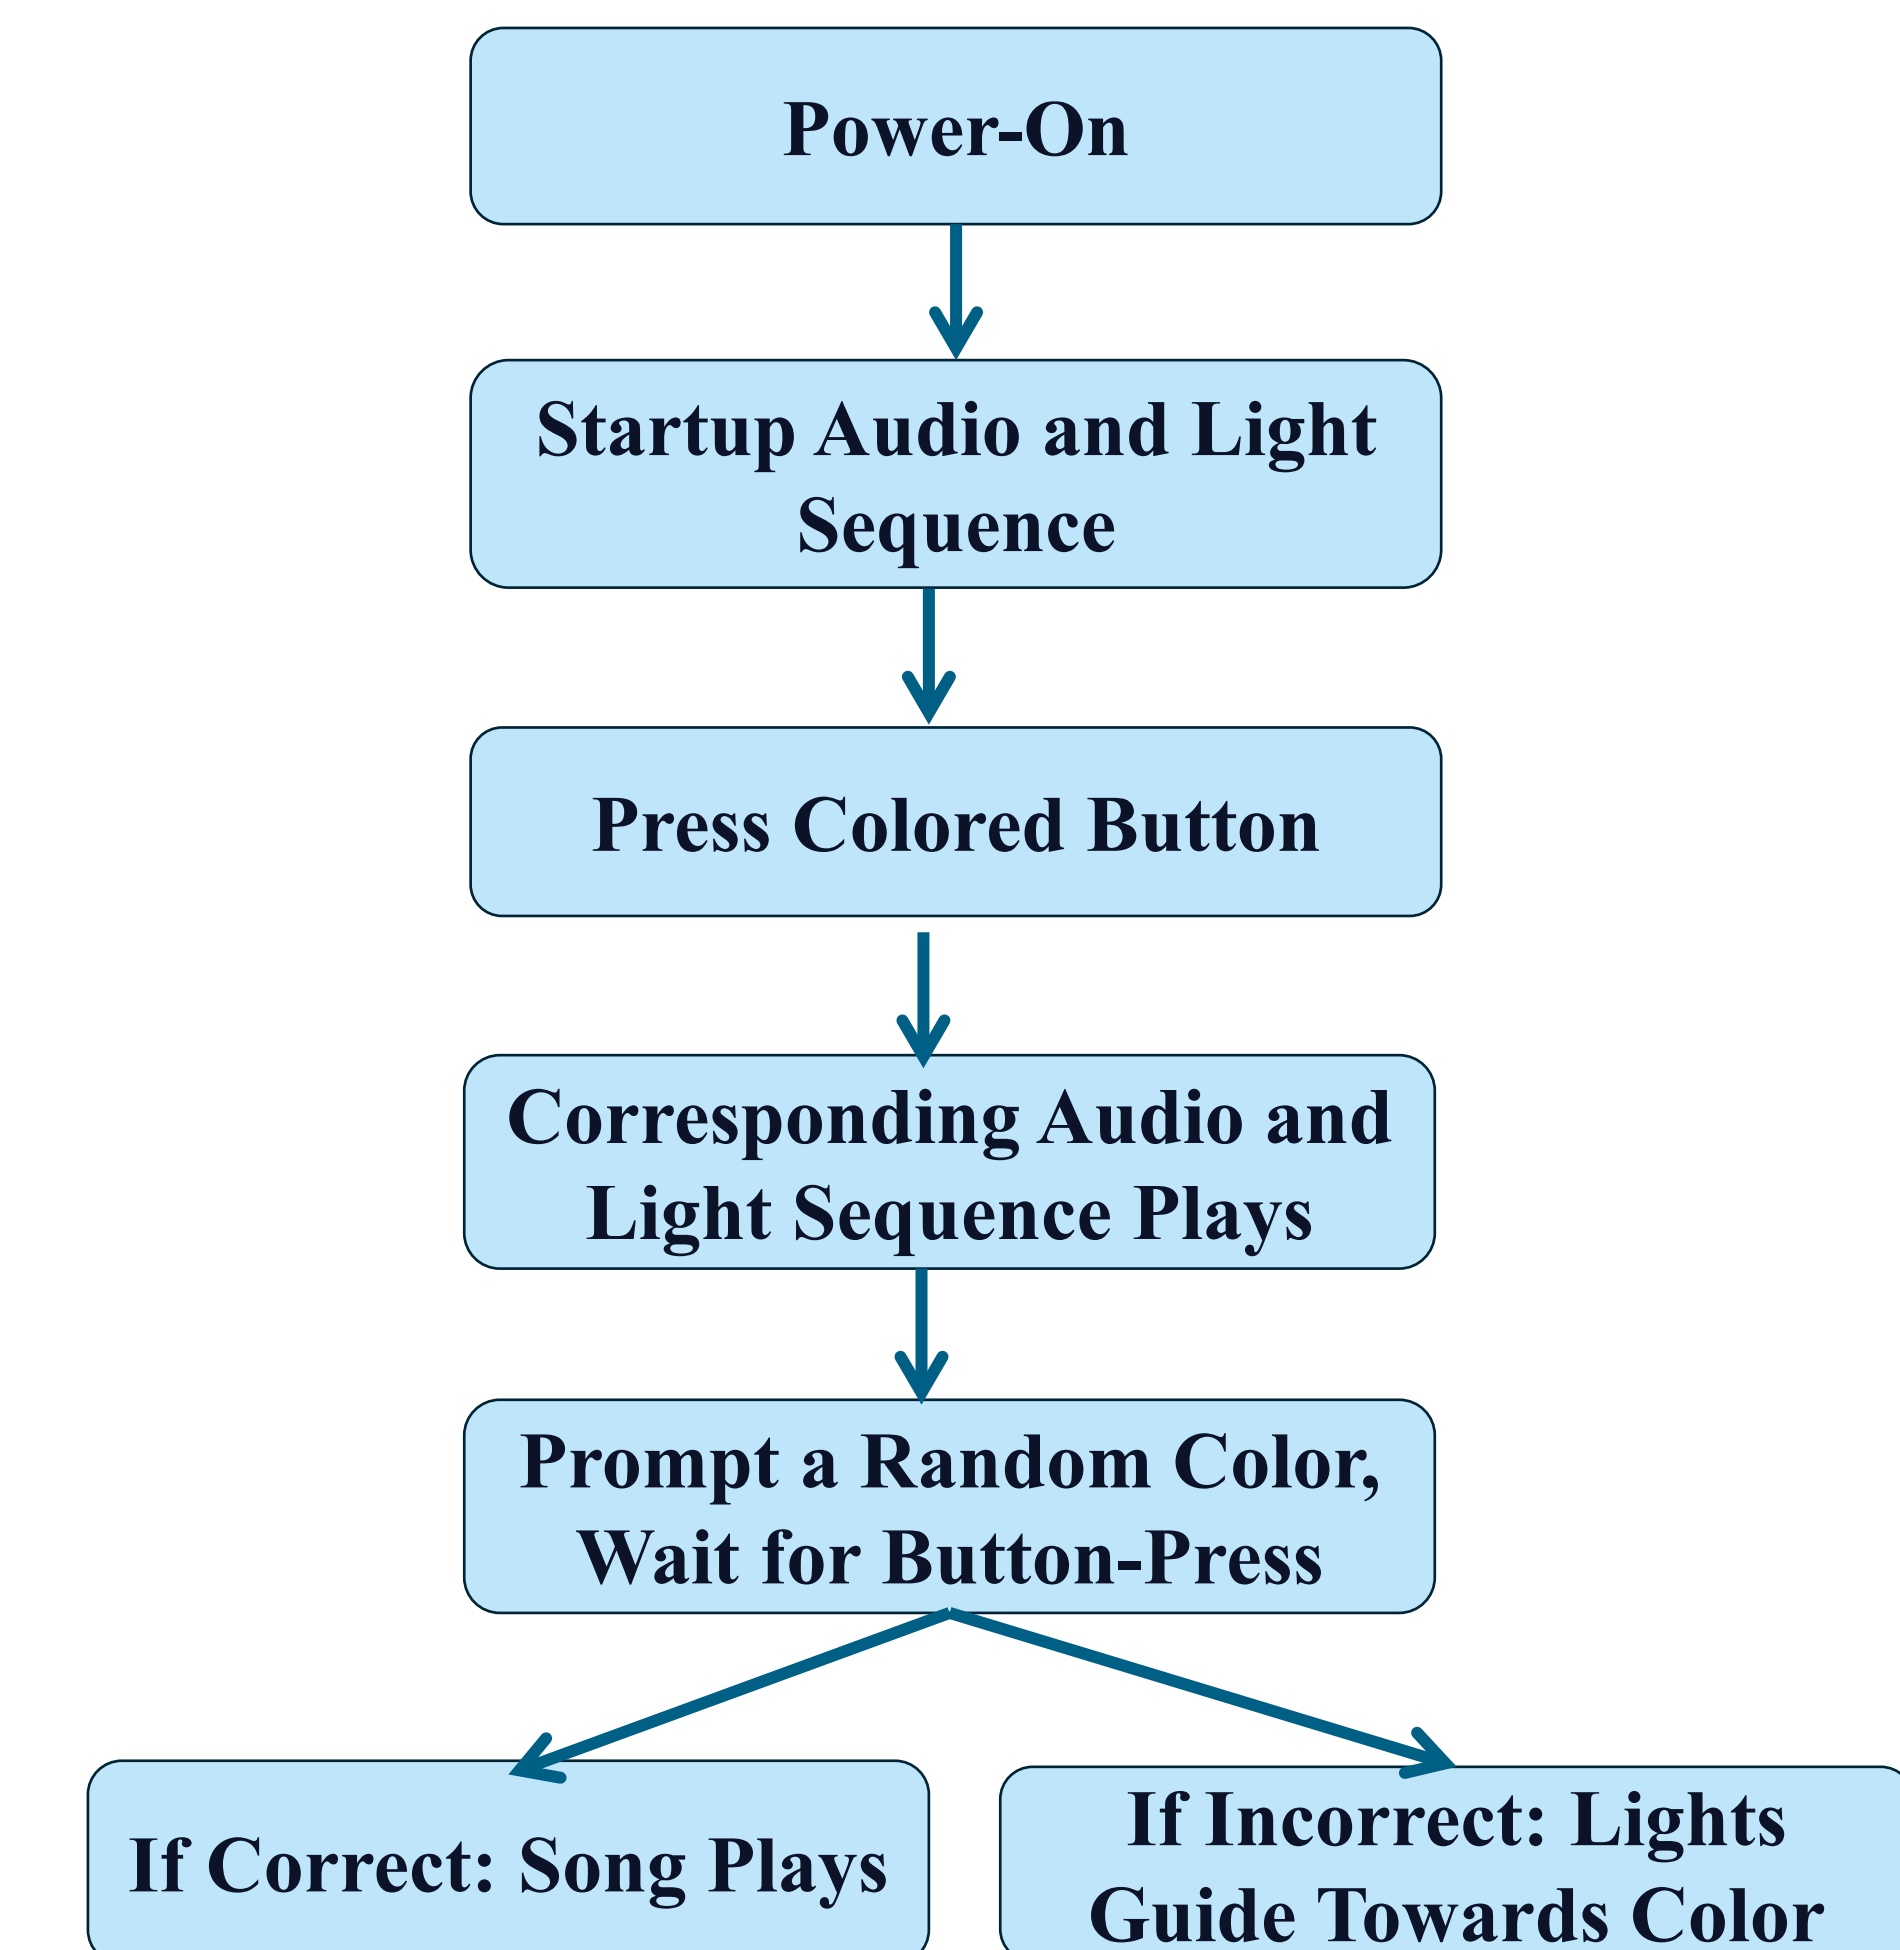 Power-On
Startup Audio and Light
Sequence
Press Colored Button
Corresponding Audio and
Light Sequence Plays
Prompt a Random Color,
Wait for Button-Press
If Correct: Song Plays
If Incorrect: Lights
Guide Towards Color